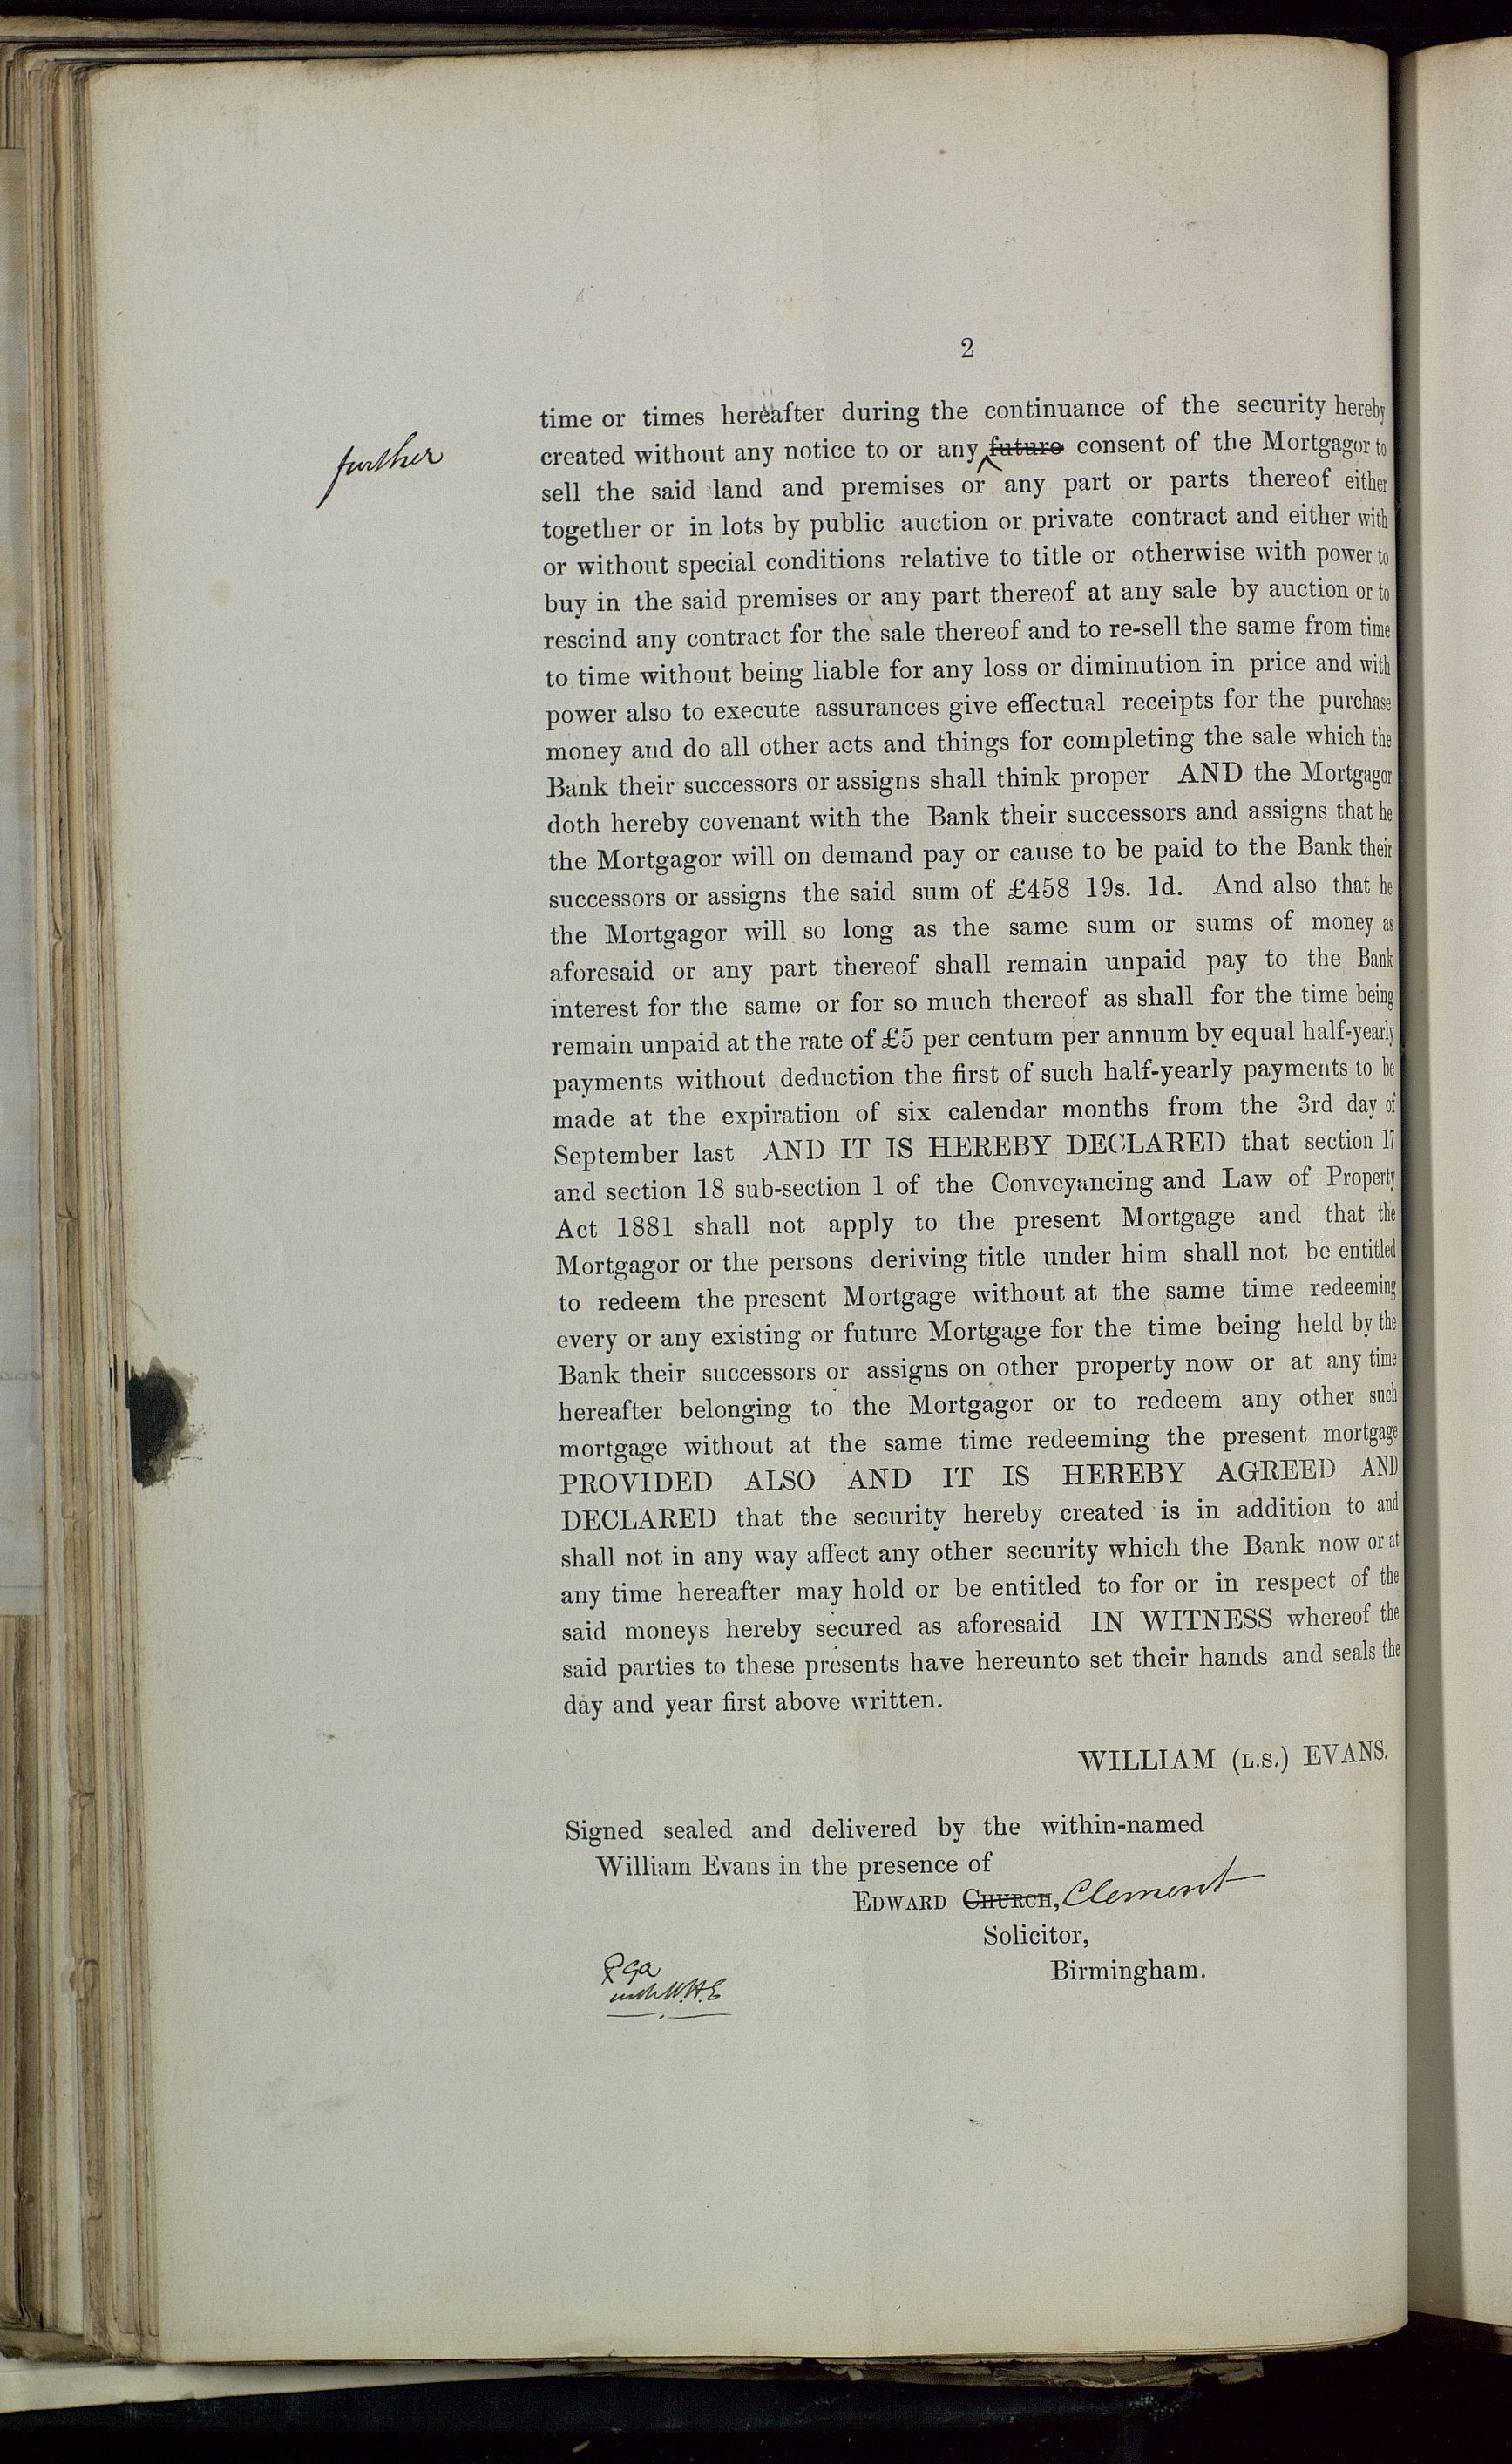 2
time or times hereafter during the continuance of the security hereby
further
created without any notice to or any future consent of the Mortgagor to
sell the said land and premises or any part or parts thereof either
together or in lots by public auction or private contract and either with
or without special conditions relative to title or otherwise with power to
buy in the said premises or any part thereof at any sale by auction or to
rescind any contract for the sale thereof and to re-sell the same from time
to time without being liable for any loss or diminution in price and with
power also to execute assurances give effectual receipts for the purchase
money and do all other acts and things for completing the sale which the
Bank their successors or assigns shall think proper AND the Mortgagor
doth hereby covenant with the Bank their successors and assigns that he
the Mortgagor will on demand pay or cause to be paid to the Bank their
successors or assigns the said sum of £458 19s. 1d. And also that he
the Mortgagor will so long as the same sum or sums of money as
aforesaid or any part thereof shall remain unpaid pay to the Bank
interest for the same or for so much thereof as shall for the time being
remain unpaid at the rate of £5 per centum per annum by equal half-yearly
payments without deduction the first of such half-yearly payments to be
made at the expiration of six calendar months from the 3rd day of
September last AND IT IS HEREBY DECLARED that section 17
and section 18 sub-section 1 of the Conveyancing and Law of Property
Act 1881 shall not apply to the present Mortgage and that the
Mortgagor or the persons deriving title under him shall not be entitled
to redeem the present Mortgage without at the same time redeeming
every or any existing or future Mortgage for the time being held by the
Bank their successors or assigns on other property now or at any time
hereafter belonging to the Mortgagor or to redeem any other such
mortgage without at the same time redeeming the present mortgage
PROVIDED ALSO AND IT IS HEREBY AGREED AND
DECLARED that the security hereby created is in addition to and
shall not in any way affect any other security which the Bank now or at
any time hereafter may hold or be entitled to for or in respect of the
said moneys hereby secured as aforesaid IN WITNESS whereof the
said parties to these presents have hereunto set their hands and seals the
day and year first above written.
WILLIAM (L.S.) EVANS.
Signed sealed and delivered by the within-named
William Evans in the presence of
EDWARD CHURCH, Clement
Solicitor,
Birmingham.
W.H.E